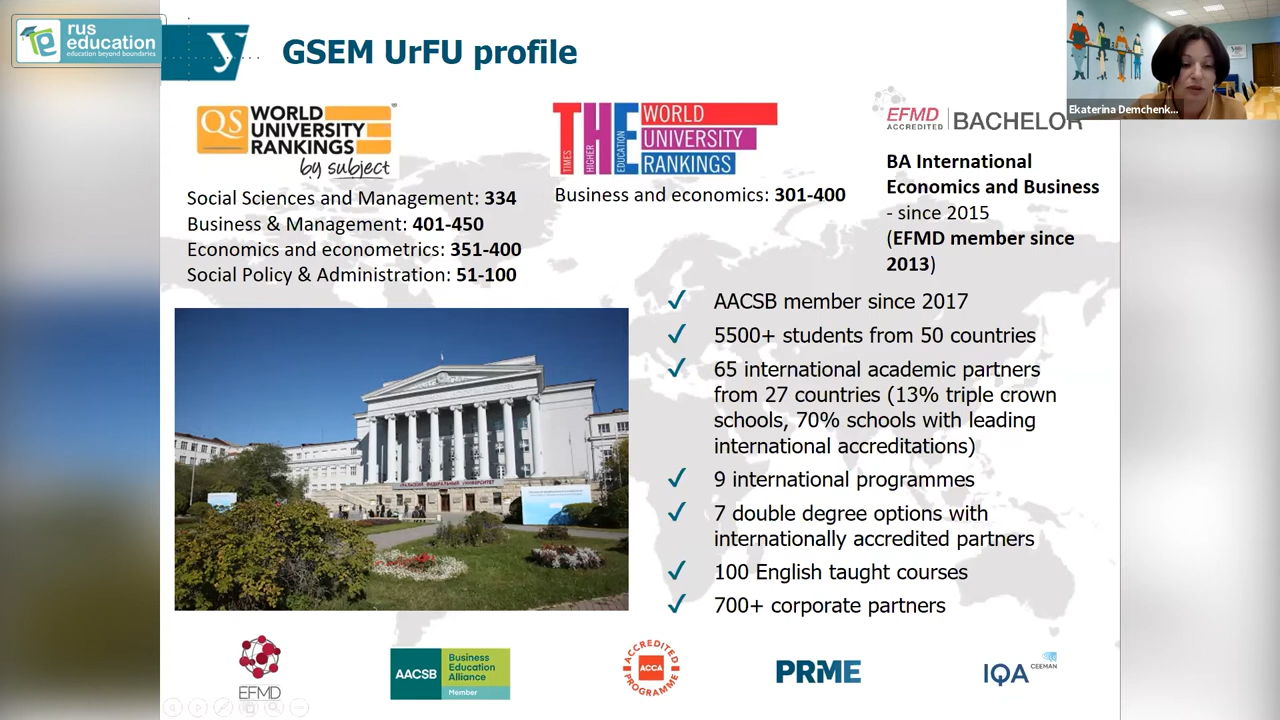 rus
education
education beyond boundaries
y
GSEM UrFU profile
Ekaterina Demchenk...
QS WORLD
UNIVERSITY
RANKINGS
by subject
Social Sciences and Management: 334
Business & Management: 401-450
Economics and econometrics: 351-400
Social Policy & Administration: 51-100
TIMES HIGHER EDUCATION
WORLD
UNIVERSITY
RANKINGS
Business and economics: 301-400
EFMD
ACCREDITED
BACHELOR
BA International
Economics and Business
- since 2015
(EFMD member since
2013)
AACSB member since 2017
5500+ students from 50 countries
65 international academic partners
from 27 countries (13% triple crown
schools, 70% schools with leading
international accreditations)
9 international programmes
7 double degree options with
internationally accredited partners
100 English taught courses
700+ corporate partners
УРАЛЬСКИЙ ФЕДЕРАЛЬНЫЙ УНИВЕРСИТЕТ
EFMD
AACSB
Business
Education
Alliance
Member
ACCREDITED
ACCA
PROGRAMME
PRME
IQA
CEEMAN